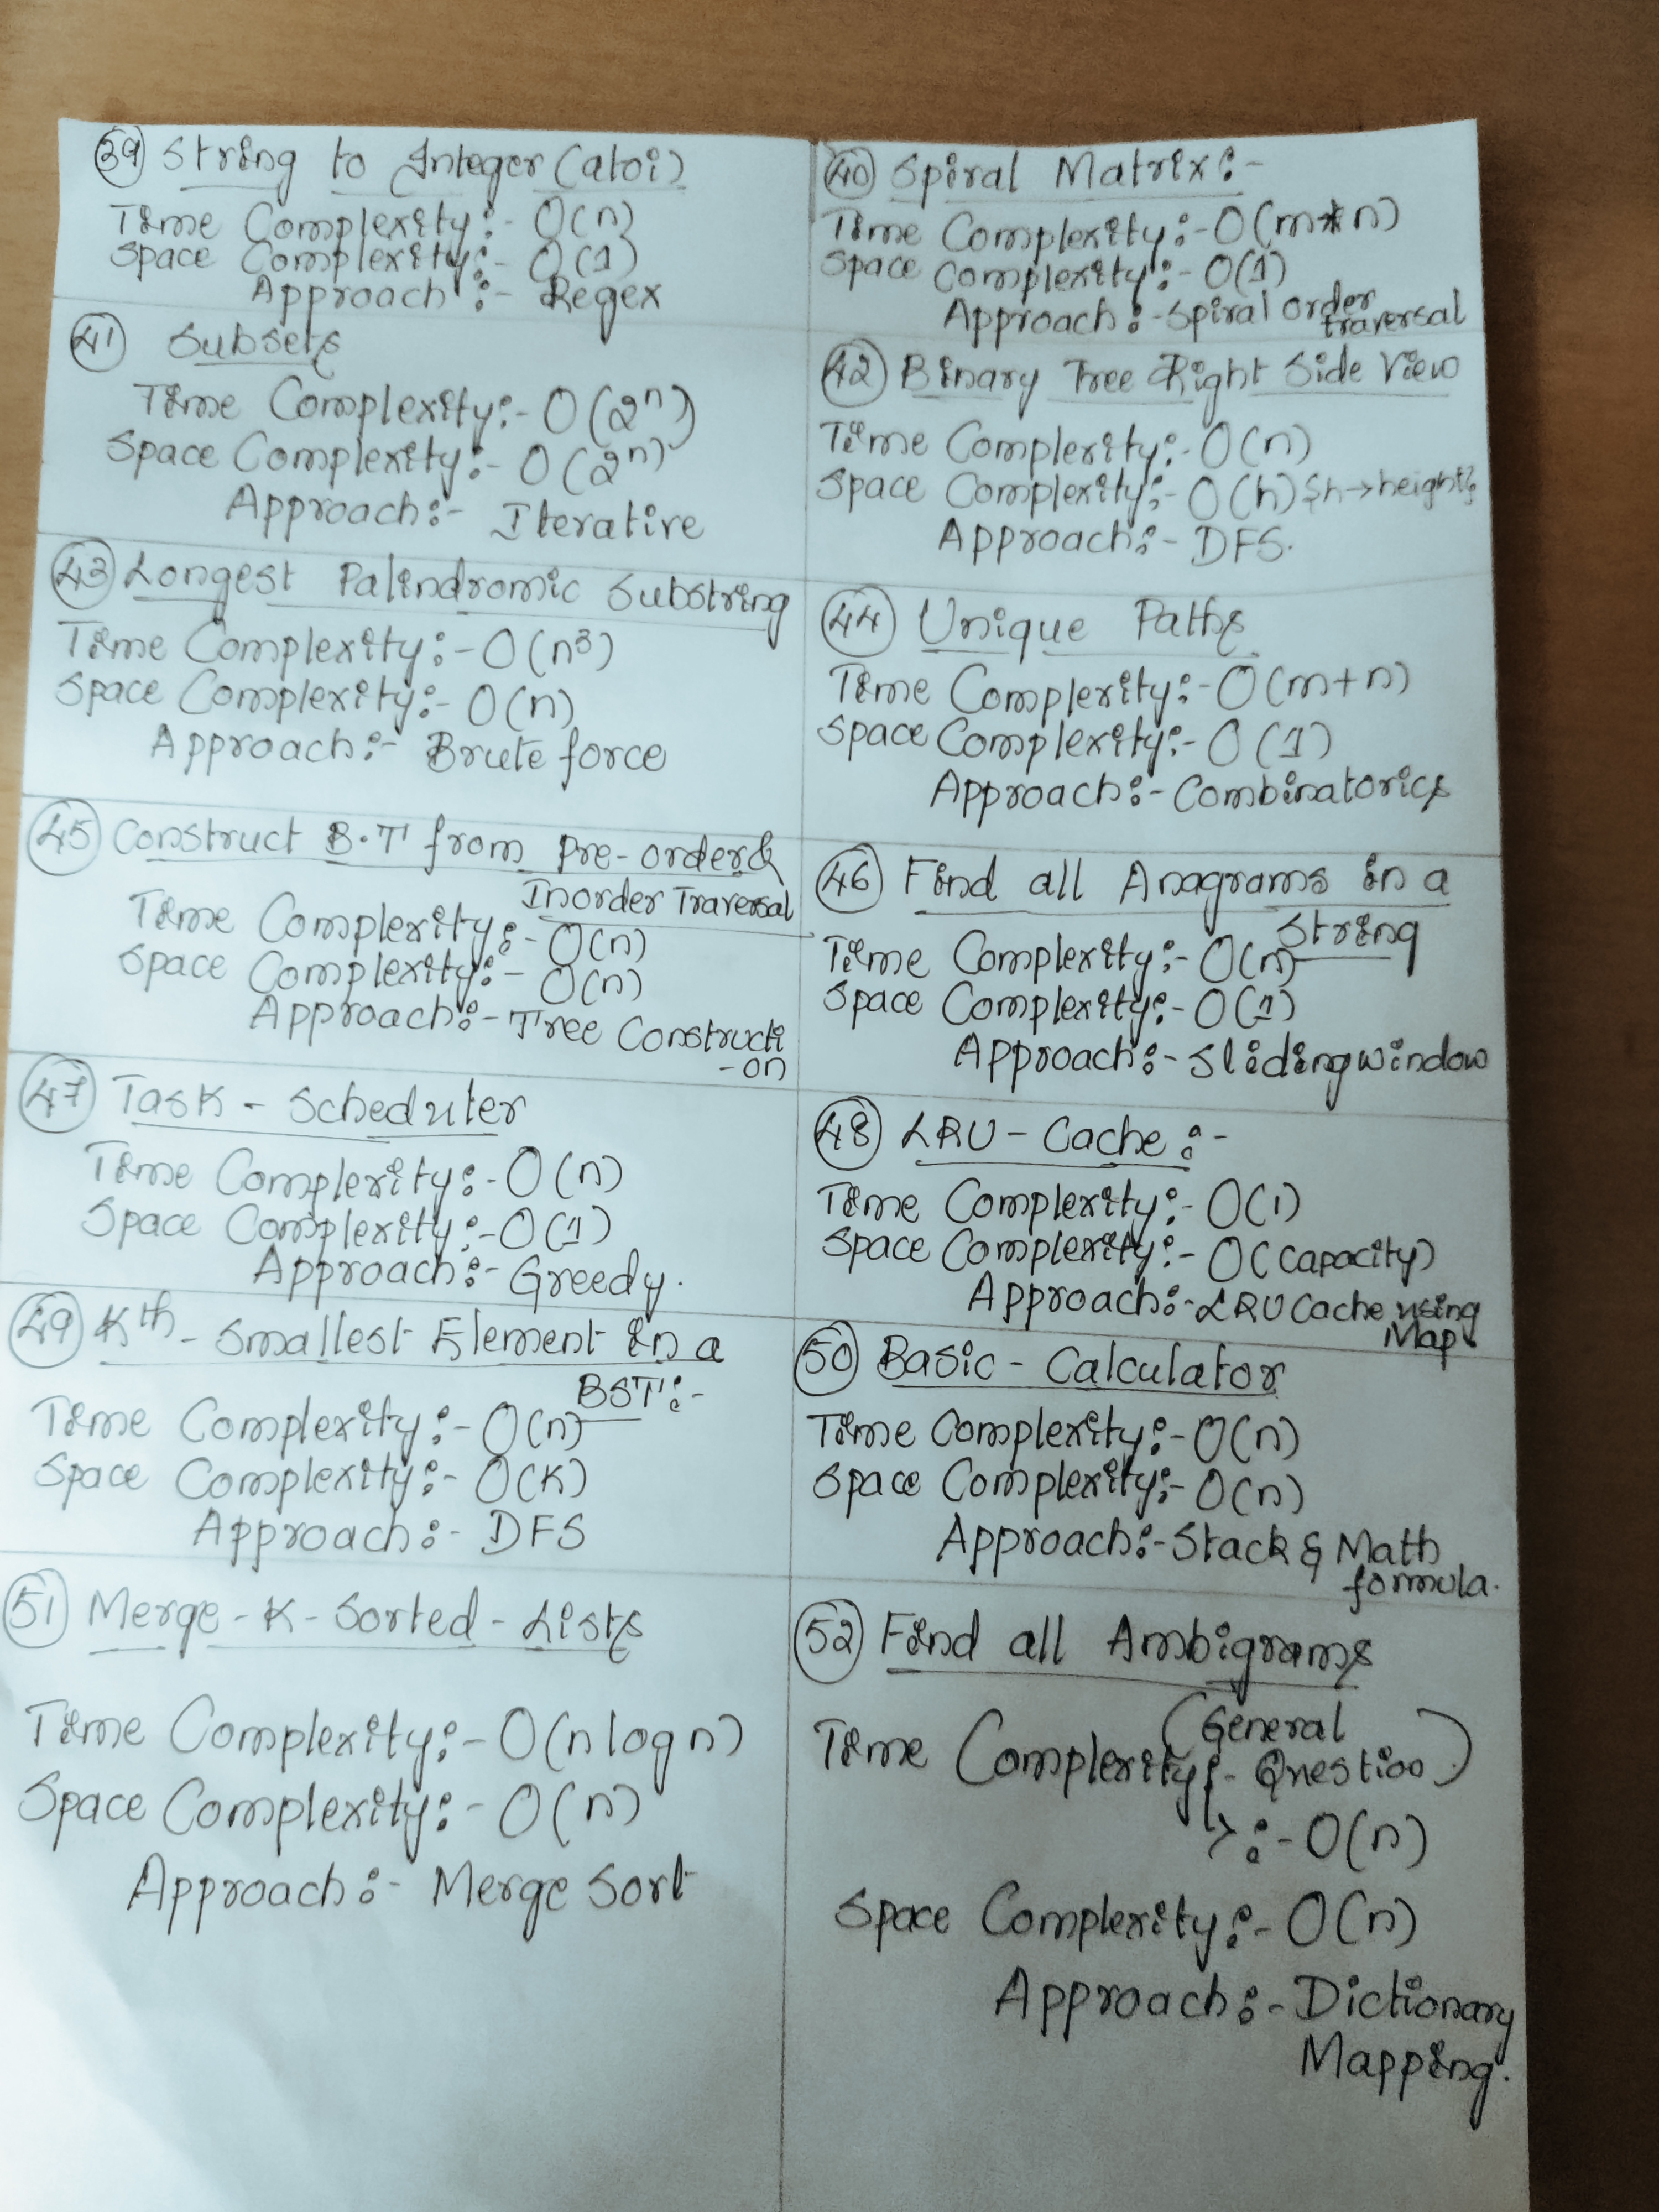 39 String to Integer (atoi)
Time Complexity:- O(n)
Space Complexity:- O(1)
Approach:- Regex
40 Spiral Matrix:-
Time Complexity:- O(m*n)
Space Complexity:- O(1)
Approach:- Spiral order
traversal
41 Subsets
Time Complexity:- O(2ⁿ)
Space Complexity:- O(2ⁿ)
Approach:- Iterative
42 Binary Tree Right Side View
Time Complexity:- O(n)
Space Complexity:- O(h) {h→height}
Approach:- DFS.
43 Longest Palindromic Substring
Time Complexity:- O(n³)
Space Complexity:- O(n)
Approach:- Brute force
44 Unique Paths
Time Complexity:- O(m+n)
Space Complexity:- O(1)
Approach:- Combinatorics
45 Construct B.T from Pre-order &
Inorder Traversal
Time Complexity:- O(n)
Space Complexity:- O(n)
Approach:- Tree Constructi
-on
46 Find all Anagrams in a
String
Time Complexity:- O(n)
Space Complexity:- O(1)
Approach:- Sliding window
47 Task - Scheduler
Time Complexity:- O(n)
Space Complexity:- O(1)
Approach:- Greedy.
48 LRU - Cache:-
Time Complexity:- O(1)
Space Complexity:- O(capacity)
Approach:- LRU Cache using
Map
49 Kth - Smallest Element in a
BST:-
Time Complexity:- O(n)
Space Complexity:- O(K)
Approach:- DFS
50 Basic - Calculator
Time Complexity:- O(n)
Space Complexity:- O(n)
Approach:- Stack & Math
formula.
51 Merge - K - Sorted - Lists
Time Complexity:- O(n log n)
Space Complexity:- O(n)
Approach:- Merge Sort
52 Find all Ambigrams
(General
Question)
Time Complexity:-
↳ :- O(n)
Space Complexity:- O(n)
Approach:- Dictionary
Mapping.